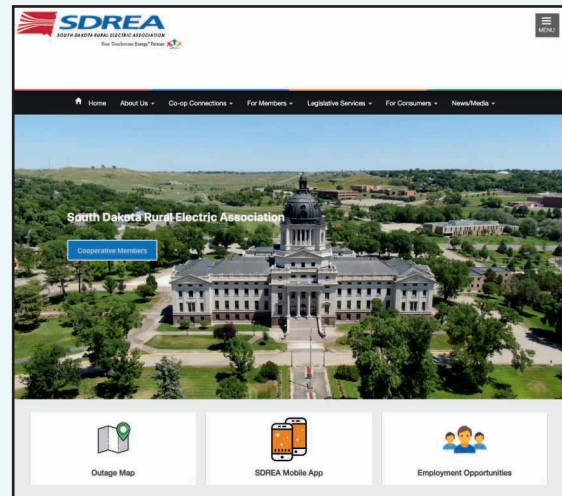 SDREA
SOUTH DAKOTA RURAL ELECTRIC ASSOCIATION
Your Touchstone Energy® Partner
MENU
Home About Us Co-op Connections For Members Legislative Services For Consumers News/Media
South Dakota Rural Electric Association
Cooperative Members
Outage Map SDREA Mobile App Employment Opportunities